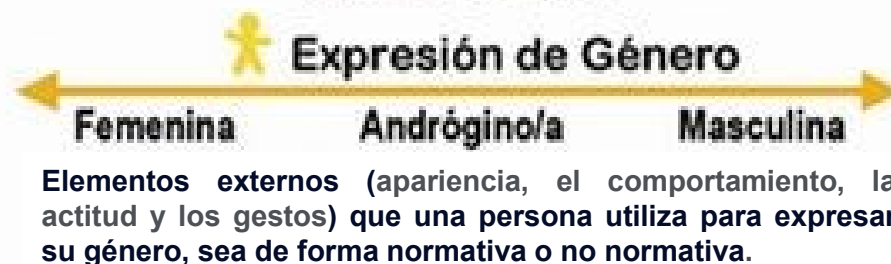 Expresión de Género
Femenina Andrógino/a Masculina
Elementos externos (apariencia, el comportamiento, la
actitud y los gestos) que una persona utiliza para expresar
su género, sea de forma normativa o no normativa.